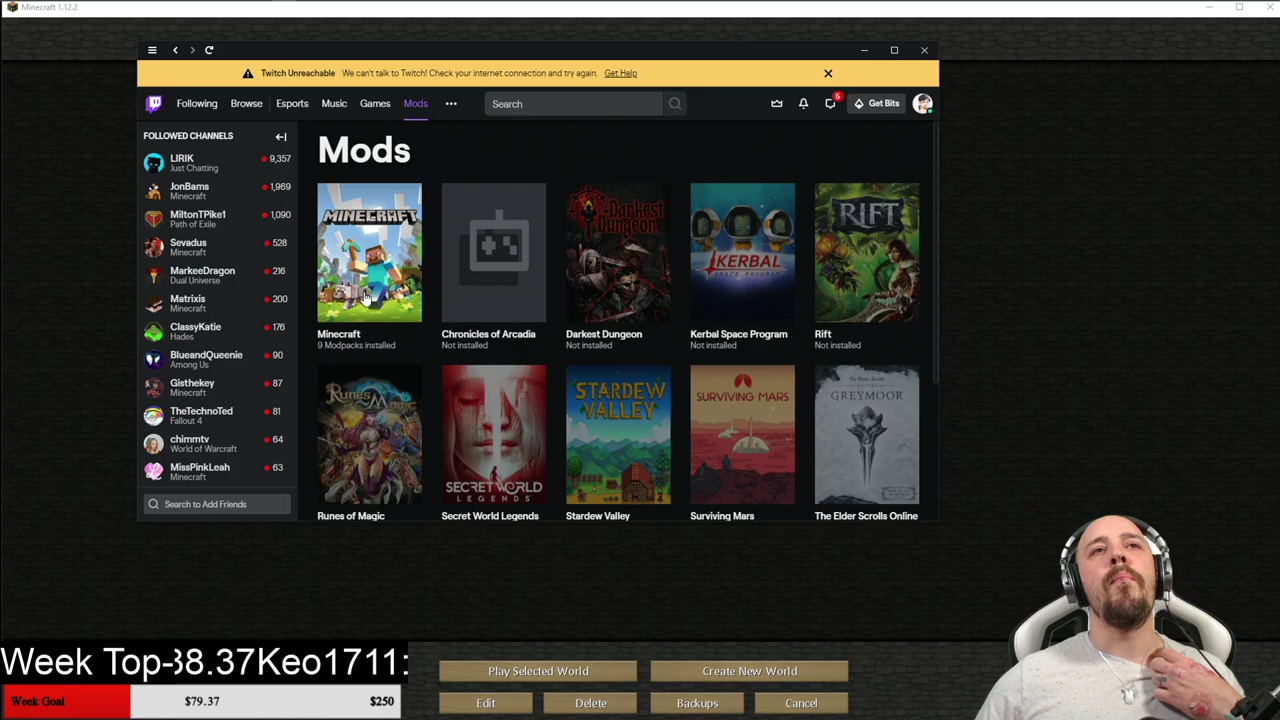 Minecraft 1.12.2
Twitch Unreachable We can't talk to Twitch! Check your internet connection and try again. Get Help
Following Browse Esports Music Games Mods Search 5 Get Bits
FOLLOWED CHANNELS
LIRIK 9,357
Just Chatting
JonBams 1,969
Minecraft
MiltonTPike1 1,090
Path of Exile
Sevadus 528
Minecraft
MarkeeDragon 216
Dual Universe
Matrixis 200
Minecraft
ClassyKatie 176
Hades
BlueandQueenie 90
Among Us
Gisthekey 87
Minecraft
TheTechnoTed 81
Fallout 4
chimmtv 64
World of Warcraft
MissPinkLeah 63
Minecraft
Search to Add Friends
Mods
MINECRAFT
Darkest Dungeon
KERBAL
SPACE PROGRAM
RIFT
Minecraft
9 Modpacks installed
Chronicles of Arcadia
Not installed
Darkest Dungeon
Not installed
Kerbal Space Program
Not installed
Rift
Not installed
Runes of Magic
SECRET WORLD
LEGENDS
STARDEW
VALLEY
SURVIVING MARS
GREYMOOR
Runes of Magic
Secret World Legends
Stardew Valley
Surviving Mars
The Elder Scrolls Online
Week Top-38.37Keo1711:
Week Goal $79.37 $250
Play Selected World Create New World
Edit Delete Backups Cancel